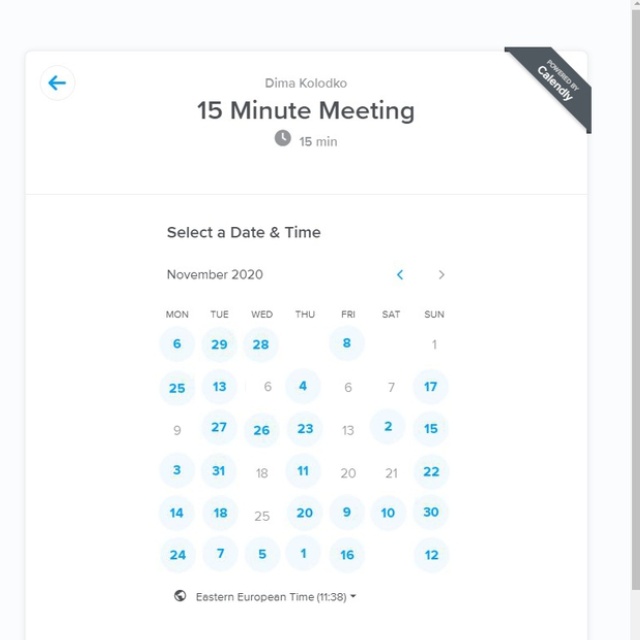 POWERED BY
Calendly
Dima Kolodko
15 Minute Meeting
15 min
Select a Date & Time
November 2020
MON TUE WED THU FRI SAT SUN
6 29 28 8 1
25 13 6 4 6 7 17
9 27 26 23 13 2 15
3 31 18 11 20 21 22
14 18 25 20 9 10 30
24 7 5 1 16 12
Eastern European Time (11:38)